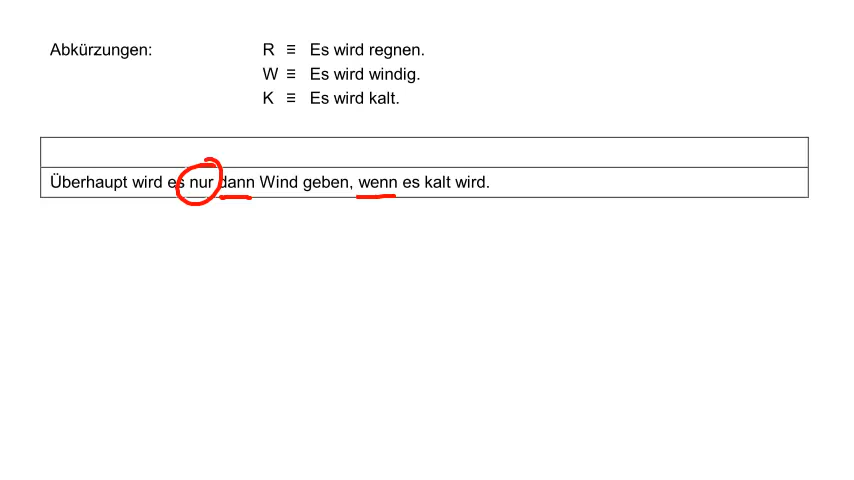 Abkürzungen: R ≡ Es wird regnen.
W ≡ Es wird windig.
K ≡ Es wird kalt.
Überhaupt wird es nur dann Wind geben, wenn es kalt wird.